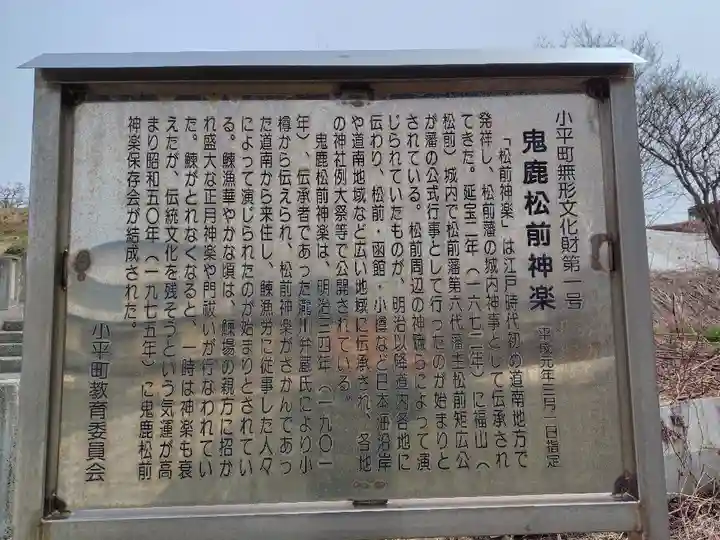 小平町無形文化財第一号
鬼鹿松前神楽
平成元年三月一日指定
「松前神楽」は江戸時代初め道南地方で
発祥し、松前藩の城内神事として伝承され
てきた。延宝二年（一六七二年）に福山（
松前）城内で松前藩第六代藩主松前矩広公
が藩の公式行事として行ったのが始まりと
されている。松前周辺の神職らによって演
じられていたものが、明治以降道内各地に
伝わり、松前・函館・小樽など日本海沿岸
や道南地域など広い地域に伝承され、各地
の神社例大祭等で公開されている。
鬼鹿松前神楽は、明治三四年（一九〇一
年）、伝承者であった瀧川弁蔵氏により小
樽から伝えられ、松前神楽がさかんであっ
た道南から来住し、鰊漁労に従事した人々
によって演じられたのが始まりとされてい
る。鰊漁華やかな頃は、鰊場の親方に招か
れ盛大な正月神楽や門祓いが行なわれてい
た。鰊がとれなくなると、一時は神楽も衰
えたが、伝統文化を残そうという気運が高
まり昭和五〇年（一九七五年）に鬼鹿松前
神楽保存会が結成された。
小平町教育委員会